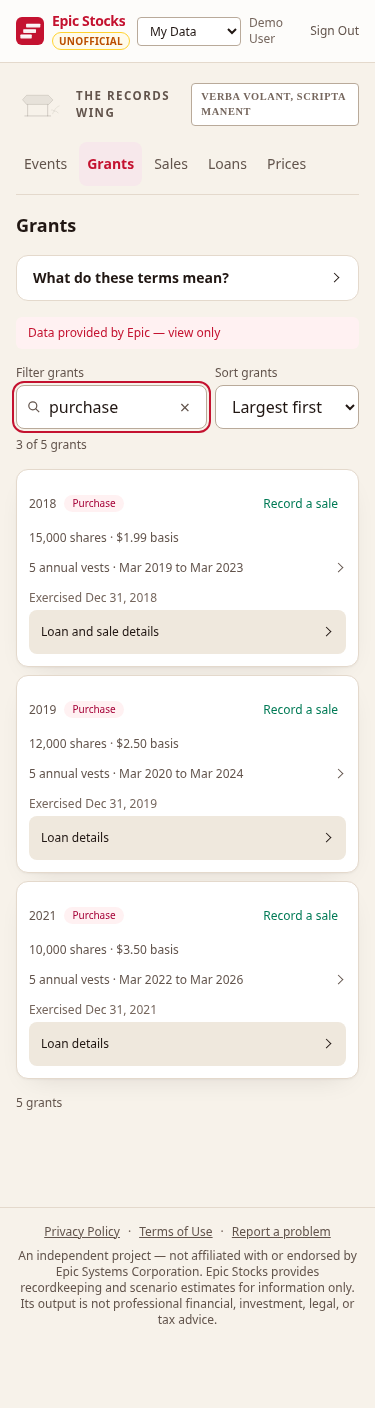 Epic Stocks
UNOFFICIAL
My Data
Demo User
Sign Out
THE RECORDS WING
VERBA VOLANT, SCRIPTA MANENT
Events
Grants
Sales
Loans
Prices
Grants
What do these terms mean?
Data provided by Epic — view only
Filter grants
Sort grants
purchase
Largest first
3 of 5 grants
2018 Purchase Record a sale
15,000 shares · $1.99 basis
5 annual vests · Mar 2019 to Mar 2023
Exercised Dec 31, 2018
Loan and sale details
2019 Purchase Record a sale
12,000 shares · $2.50 basis
5 annual vests · Mar 2020 to Mar 2024
Exercised Dec 31, 2019
Loan details
2021 Purchase Record a sale
10,000 shares · $3.50 basis
5 annual vests · Mar 2022 to Mar 2026
Exercised Dec 31, 2021
Loan details
5 grants
Privacy Policy · Terms of Use · Report a problem
An independent project — not affiliated with or endorsed by
Epic Systems Corporation. Epic Stocks provides
recordkeeping and scenario estimates for information only.
Its output is not professional financial, investment, legal, or
tax advice.